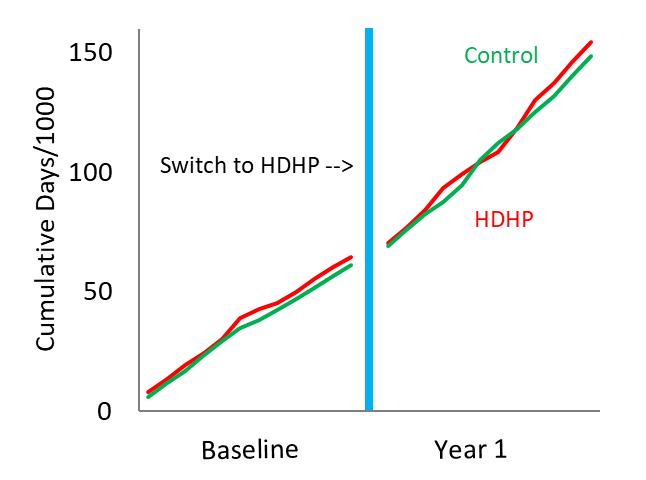 150
Control
Cumulative Days/1000
Switch to HDHP -->
100
HDHP
50
0
Baseline
Year 1